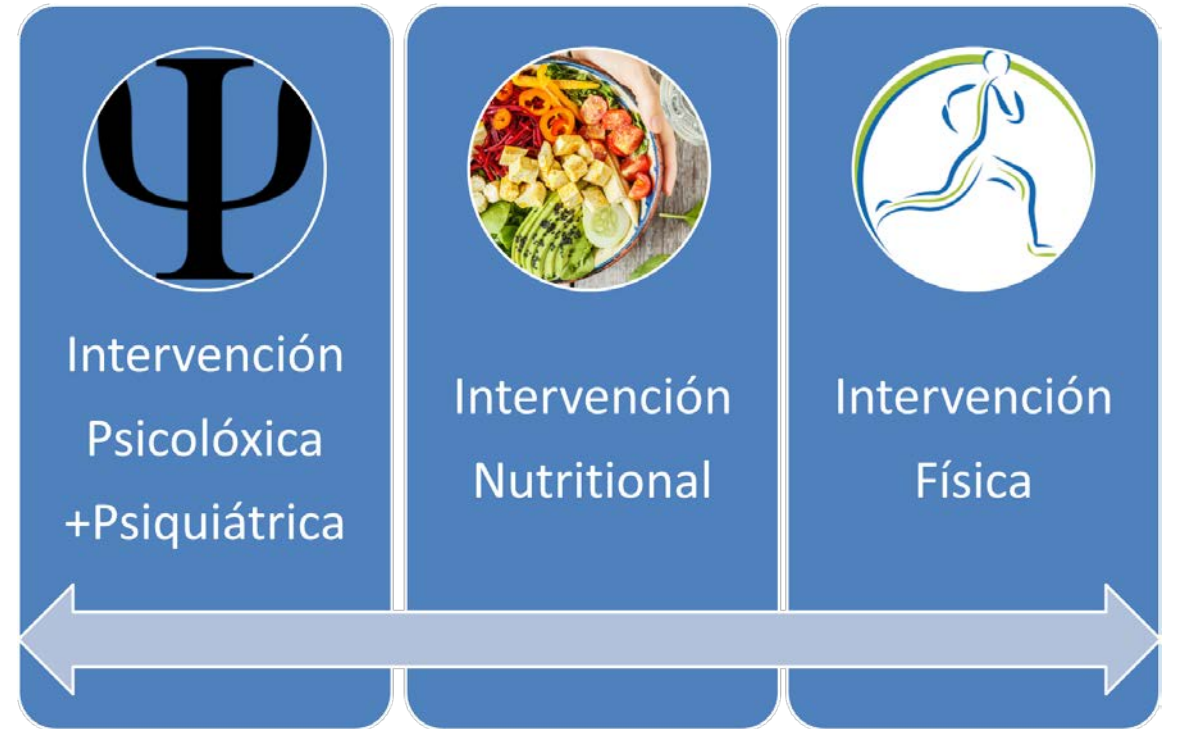 Intervención
Psicolóxica
+Psiquiátrica
Intervención
Nutritional
Intervención
Física